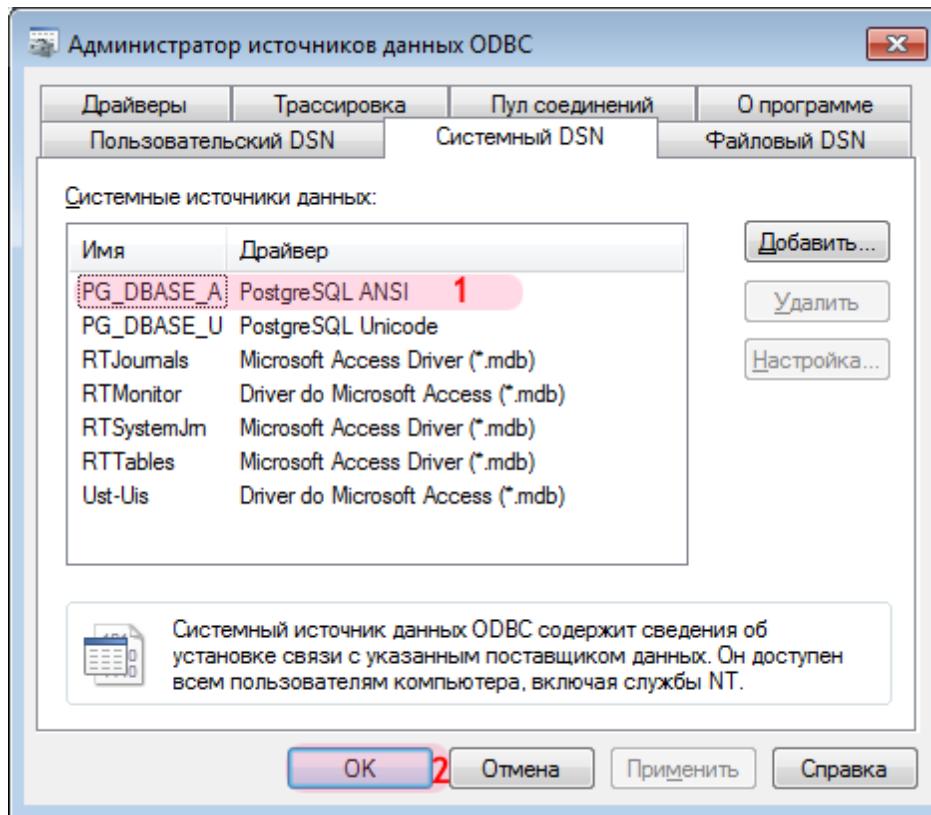 Администратор источников данных ODBC
Драйверы Трассировка Пул соединений О программе
Пользовательский DSN Системный DSN Файловый DSN
Системные источники данных:
Имя Драйвер
PG_DBASE_A PostgreSQL ANSI 1
PG_DBASE_U PostgreSQL Unicode
RTJournals Microsoft Access Driver (*.mdb)
RTMonitor Driver do Microsoft Access (*.mdb)
RTSystemJrn Microsoft Access Driver (*.mdb)
RTTables Microsoft Access Driver (*.mdb)
Ust-Uis Driver do Microsoft Access (*.mdb)
Добавить...
Удалить
Настройка...
Системный источник данных ODBC содержит сведения об
установке связи с указанным поставщиком данных. Он доступен
всем пользователям компьютера, включая службы NT.
OK 2 Отмена Применить Справка